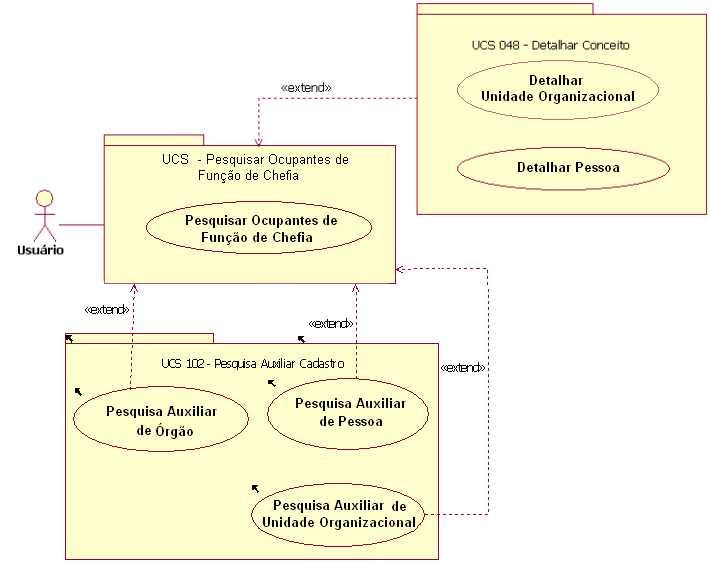 UCS 048 - Detalhar Conceito
Detalhar
Unidade Organizacional
Detalhar Pessoa
«extend»
UCS - Pesquisar Ocupantes de
Função de Chefia
Pesquisar Ocupantes de
Função de Chefia
Usuário
«extend»
«extend»
«extend»
UCS 102 - Pesquisa Auxiliar Cadastro
Pesquisa Auxiliar
de Órgão
Pesquisa Auxiliar
de Pessoa
Pesquisa Auxiliar de
Unidade Organizacional